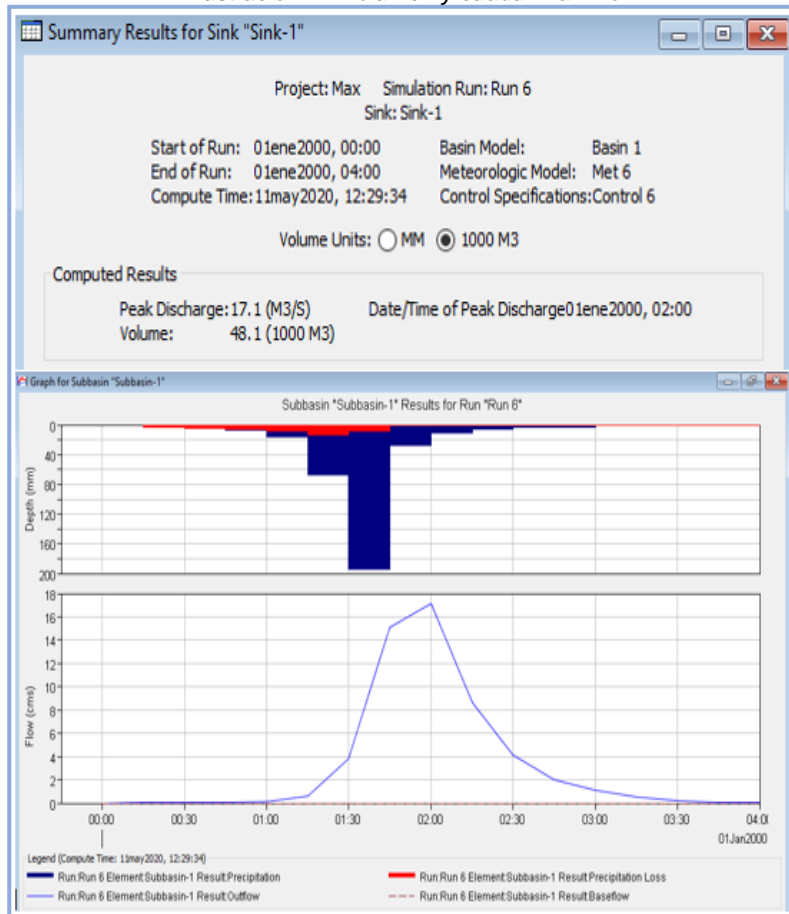 Summary Results for Sink "Sink-1"
Project: Max Simulation Run: Run 6
Sink: Sink-1
Start of Run: 01ene2000, 00:00 Basin Model: Basin 1
End of Run: 01ene2000, 04:00 Meteorologic Model: Met 6
Compute Time:11may2020, 12:29:34 Control Specifications:Control 6
Volume Units: MM 1000 M3
Computed Results
Peak Discharge:17.1 (M3/S) Date/Time of Peak Discharge01ene2000, 02:00
Volume: 48.1 (1000 M3)
Graph for Subbasin "Subbasin-1"
Subbasin "Subbasin-1" Results for Run "Run 6"
0
40
80
120
160
200
Depth (mm)
18
16
14
12
10
8
6
4
2
0
Flow (cms)
00:00 00:30 01:00 01:30 02:00 02:30 03:00 03:30 04:0
01Jan2000
Legend (Compute Time: 11may2020, 12:29:34)
Run:Run 6 Element:Subbasin-1 Result:Precipitation Run:Run 6 Element:Subbasin-1 Result:Precipitation Loss
Run:Run 6 Element:Subbasin-1 Result:Outflow Run:Run 6 Element:Subbasin-1 Result:Baseflow